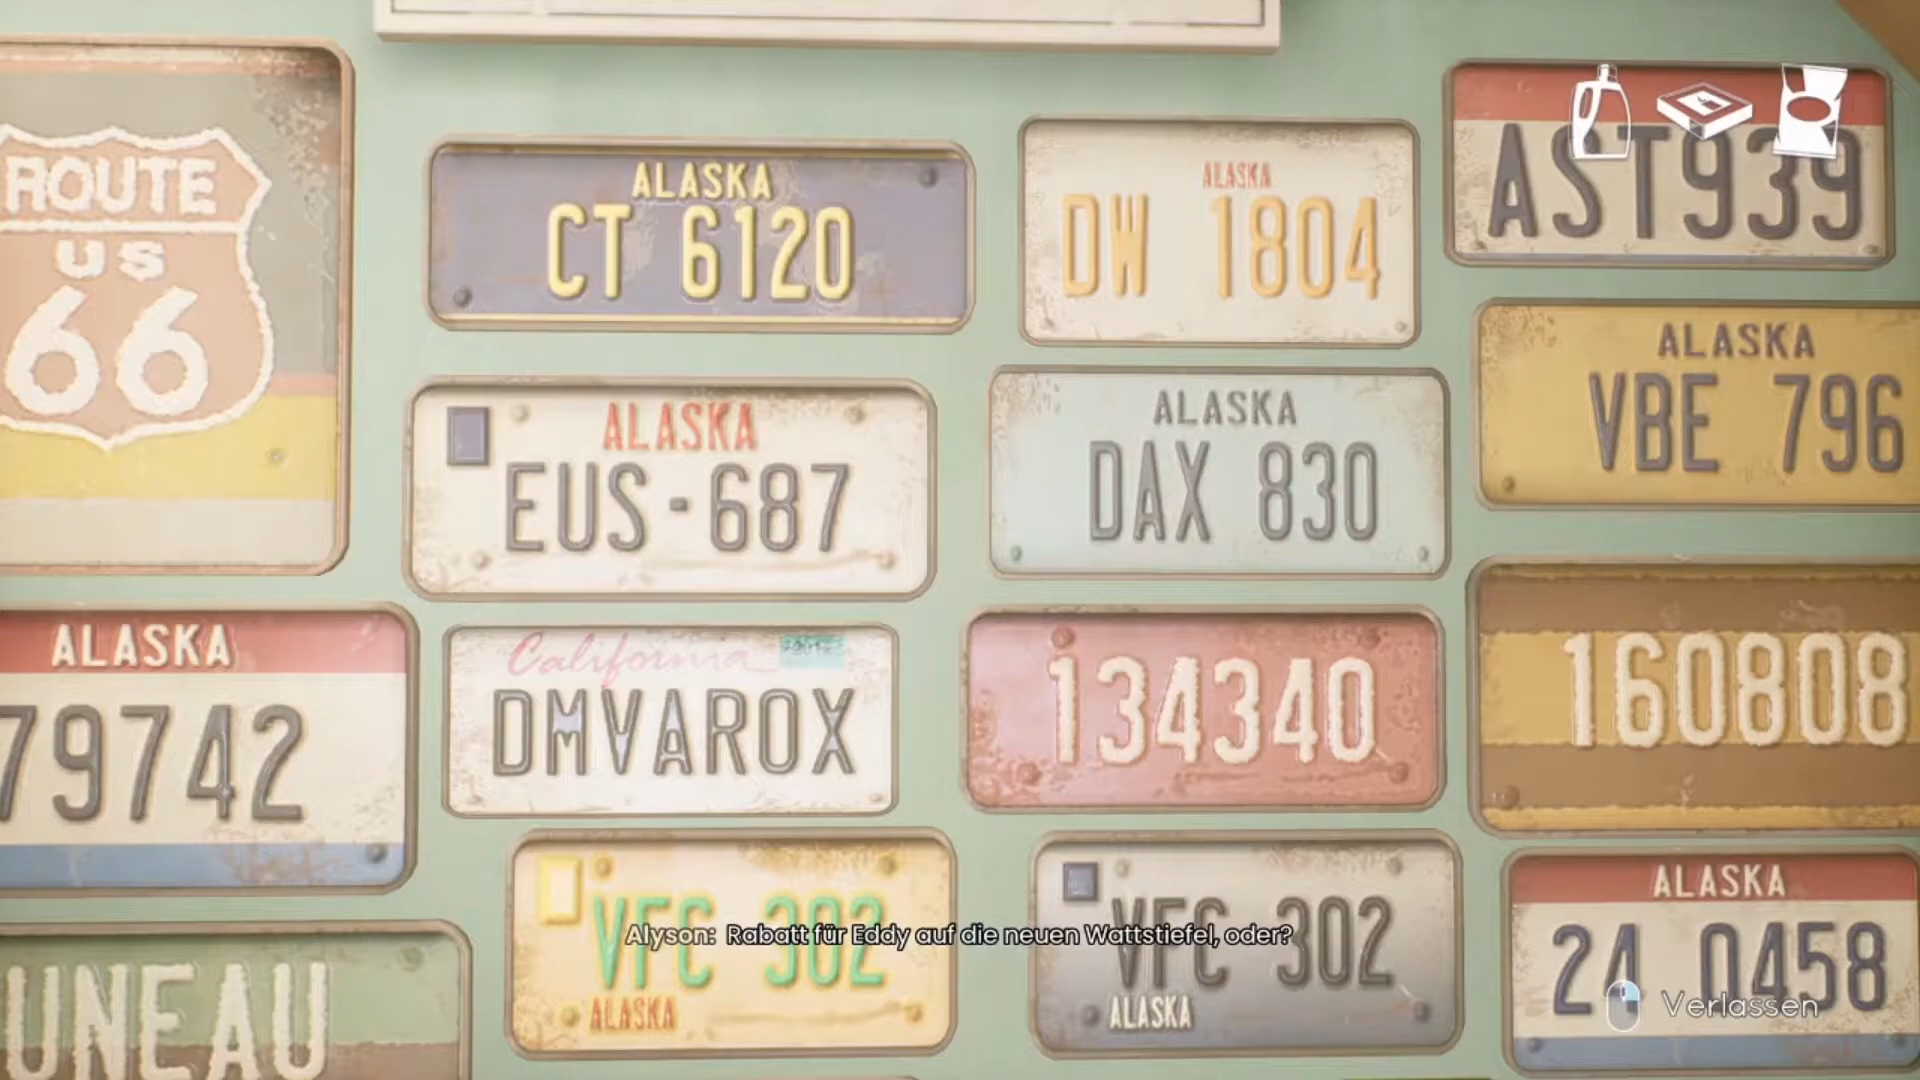 ROUTE
US
66
ALASKA
CT 6120
ALASKA
DW 1804
AST939
ALASKA
EUS-687
ALASKA
DAX 830
ALASKA
VBE 796
ALASKA
79742
California
DMVAROX
134340
160808
UNEAU
VFC 302
ALASKA
VFC 302
ALASKA
ALASKA
24 0458
Alyson: Rabatt für Eddy auf die neuen Wattstiefel, oder?
Verlassen